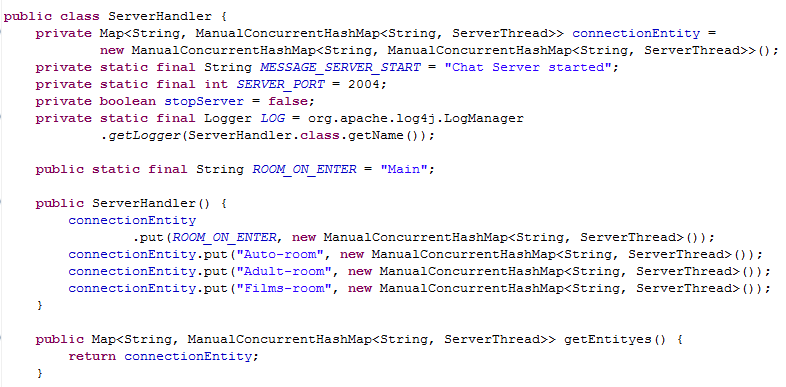 public class ServerHandler {
    private Map<String, ManualConcurrentHashMap<String, ServerThread>> connectionEntity =
            new ManualConcurrentHashMap<String, ManualConcurrentHashMap<String, ServerThread>>();
    private static final String MESSAGE_SERVER_START = "Chat Server started";
    private static final int SERVER_PORT = 2004;
    private boolean stopServer = false;
    private static final Logger LOG = org.apache.log4j.LogManager
            .getLogger(ServerHandler.class.getName());

    public static final String ROOM_ON_ENTER = "Main";

    public ServerHandler() {
        connectionEntity
                .put(ROOM_ON_ENTER, new ManualConcurrentHashMap<String, ServerThread>());
        connectionEntity.put("Auto-room", new ManualConcurrentHashMap<String, ServerThread>());
        connectionEntity.put("Adult-room", new ManualConcurrentHashMap<String, ServerThread>());
        connectionEntity.put("Films-room", new ManualConcurrentHashMap<String, ServerThread>());
    }

    public Map<String, ManualConcurrentHashMap<String, ServerThread>> getEntityes() {
        return connectionEntity;
    }